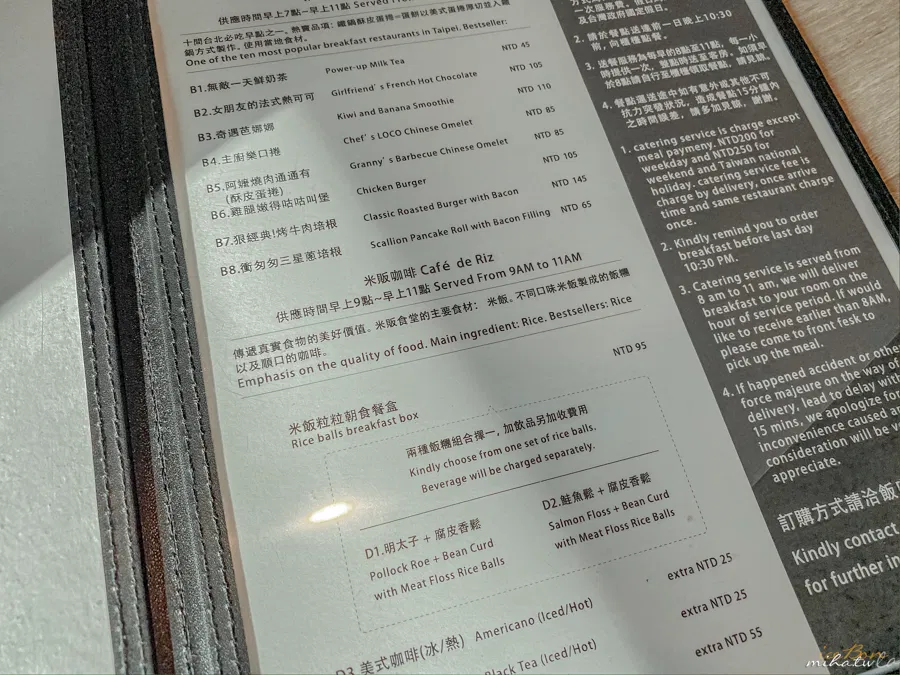 供應時間早上7點~早上11點 Served From
十間台北必吃早點之一。熱賣品項：鐵鍋酥皮蛋捲=蛋餅以美式蛋捲厚切並入鐵
鍋方式製作。使用當地食材。
One of the ten most popular breakfast restaurants in Taipei. Bestseller:
B1.無敵一天鮮奶茶 Power-up Milk Tea NTD 45
B2.女朋友的法式熱可可 Girlfriend's French Hot Chocolate NTD 105
B3.奇遇芭娜娜 Kiwi and Banana Smoothie NTD 110
B4.主廚樂口捲 Chef's LOCO Chinese Omelet NTD 85
B5.阿嬤燒肉通通有 Granny's Barbecue Chinese Omelet NTD 85
(酥皮蛋捲)
B6.雞腿嫩得咕咕叫堡 Chicken Burger NTD 105
B7.狠經典!烤牛肉培根 Classic Roasted Burger with Bacon NTD 145
B8.衝匆匆三星蔥培根 Scallion Pancake Roll with Bacon Filling NTD 65
米販咖啡 Café de Riz
供應時間早上9點~早上11點 Served From 9AM to 11AM
傳遞真實食物的美好價值。米販食堂的主要食材： 米飯。不同口味米飯製成的飯糰
以及順口的咖啡。
Emphasis on the quality of food. Main ingredient: Rice. Bestsellers: Rice
NTD 95
米飯粒粒朝食餐盒
Rice balls breakfast box
兩種飯糰組合擇一，加飲品另加收費用
Kindly choose from one set of rice balls.
Beverage will be charged separately.
D1.明太子 + 腐皮香鬆
Pollock Roe + Bean Curd
with Meat Floss Rice Balls
D2.鮭魚鬆 + 腐皮香鬆
Salmon Floss + Bean Curd
with Meat Floss Rice Balls
extra NTD 25
D3.美式咖啡(冰/熱) Americano (Iced/Hot) extra NTD 25
Black Tea (Iced/Hot) extra NTD 55
一次服務費。
及台灣政府國定假日。
2. 請於餐點送達前一日晚上10:30
前，向櫃檯點餐。
3. 送餐服務為每早的8點至11點，每一小
時提供一次，整點時送至客房。如須早
於8點請自行至櫃檯領取餐點，請見諒。
4. 餐點運送途中如有意外或其他不可
抗力突發狀況，造成餐點15分鐘內
之時間誤差，請多加見諒，謝謝。
1. catering service is charge except
meal paymeny. NTD200 for
weekday and NTD250 for
weekend and Taiwan national
holiday. catering service fee is
charge by delivery, once arrive
time and same restaurant charge
once.
2. Kindly remind you to order
breakfast before last day
10:30 PM.
3. Catering service is served from
8 am to 11 am, we will deliver
breakfast to your room on the
hour of service period. If would
like to receive earlier than 8AM,
please come to front fesk to
pick up the meal.
4. If happened accident or othe
force majeure on the way of
delivery, lead to delay with
15 mins, we apologize fo
inconvenience caused a
consideration will be v
appreciate.
訂購方式請洽飯
Kindly contact
for further in
mihatw